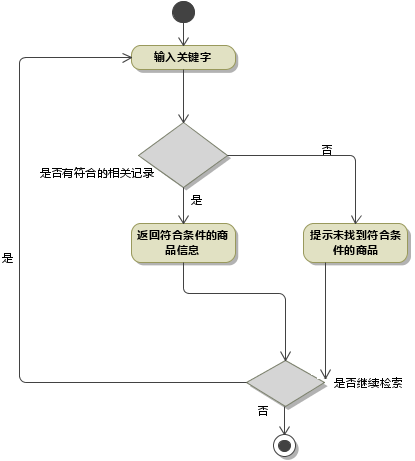 输入关键字
否
是否有符合的相关记录
是
返回符合条件的商
品信息
提示未找到符合条
件的商品
是
是否继续检索
否